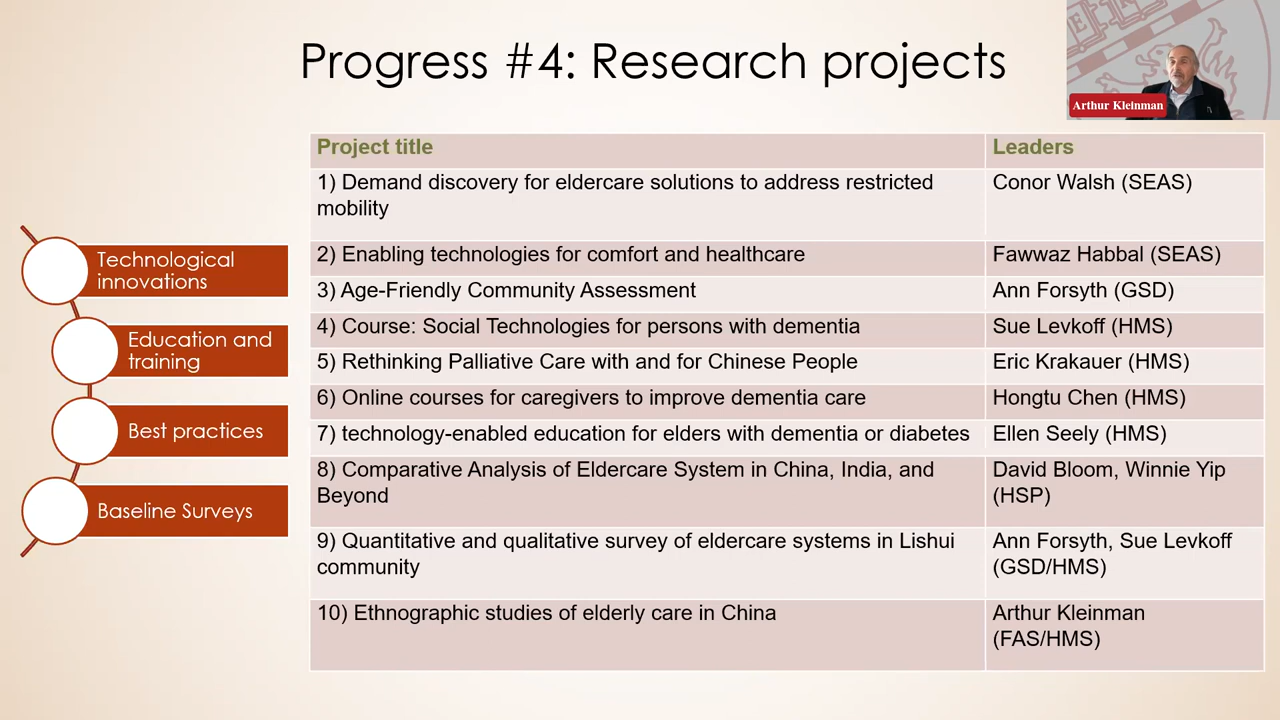 Progress #4: Research projects
Arthur Kleinman
Technological
innovations
Education and
training
Best practices
Baseline Surveys
Project title
Leaders
1) Demand discovery for eldercare solutions to address restricted
mobility
Conor Walsh (SEAS)
2) Enabling technologies for comfort and healthcare
Fawwaz Habbal (SEAS)
3) Age-Friendly Community Assessment
Ann Forsyth (GSD)
4) Course: Social Technologies for persons with dementia
Sue Levkoff (HMS)
5) Rethinking Palliative Care with and for Chinese People
Eric Krakauer (HMS)
6) Online courses for caregivers to improve dementia care
Hongtu Chen (HMS)
7) technology-enabled education for elders with dementia or diabetes
Ellen Seely (HMS)
8) Comparative Analysis of Eldercare System in China, India, and
Beyond
David Bloom, Winnie Yip
(HSP)
9) Quantitative and qualitative survey of eldercare systems in Lishui
community
Ann Forsyth, Sue Levkoff
(GSD/HMS)
10) Ethnographic studies of elderly care in China
Arthur Kleinman
(FAS/HMS)